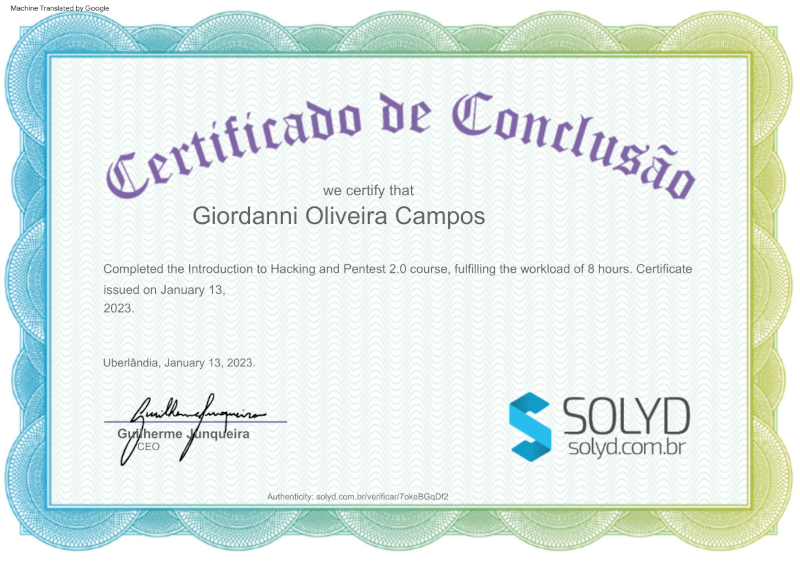 Machine Translated by Google
Certificado de Conclusão
we certify that
Giordanni Oliveira Campos
Completed the Introduction to Hacking and Pentest 2.0 course, fulfilling the workload of 8 hours. Certificate
issued on January 13,
2023.
Uberlândia, January 13, 2023.
Guilherme Junqueira
Guilherme Junqueira
CEO
SOLYD
solyd.com.br
Authenticity: solyd.com.br/verificar/7okeBGqDf2